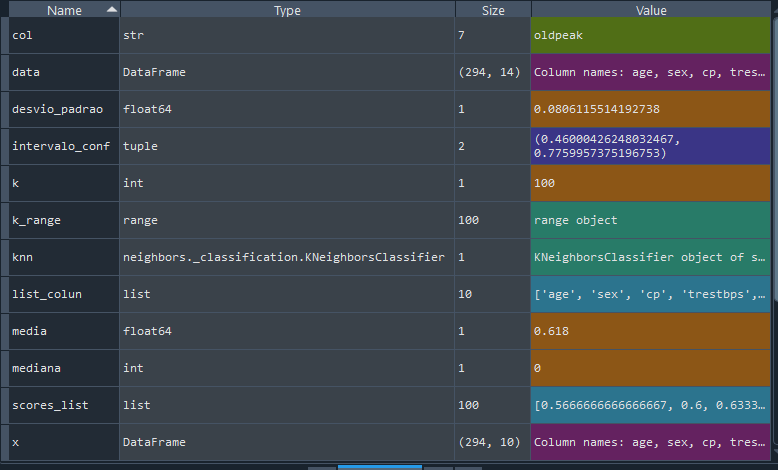 Name Type Size Value
col str 7 oldpeak
data DataFrame (294, 14) Column names: age, sex, cp, tres…
desvio_padrao float64 1 0.0806115514192738
intervalo_conf tuple 2 (0.46000426248032467,
0.7759957375196753)
k int 1 100
k_range range 100 range object
knn neighbors._classification.KNeighborsClassifier 1 KNeighborsClassifier object of s…
list_colun list 10 ['age', 'sex', 'cp', 'trestbps',…
media float64 1 0.618
mediana int 1 0
scores_list list 100 [0.5666666666666667, 0.6, 0.6333…
x DataFrame (294, 10) Column names: age, sex, cp, tres…